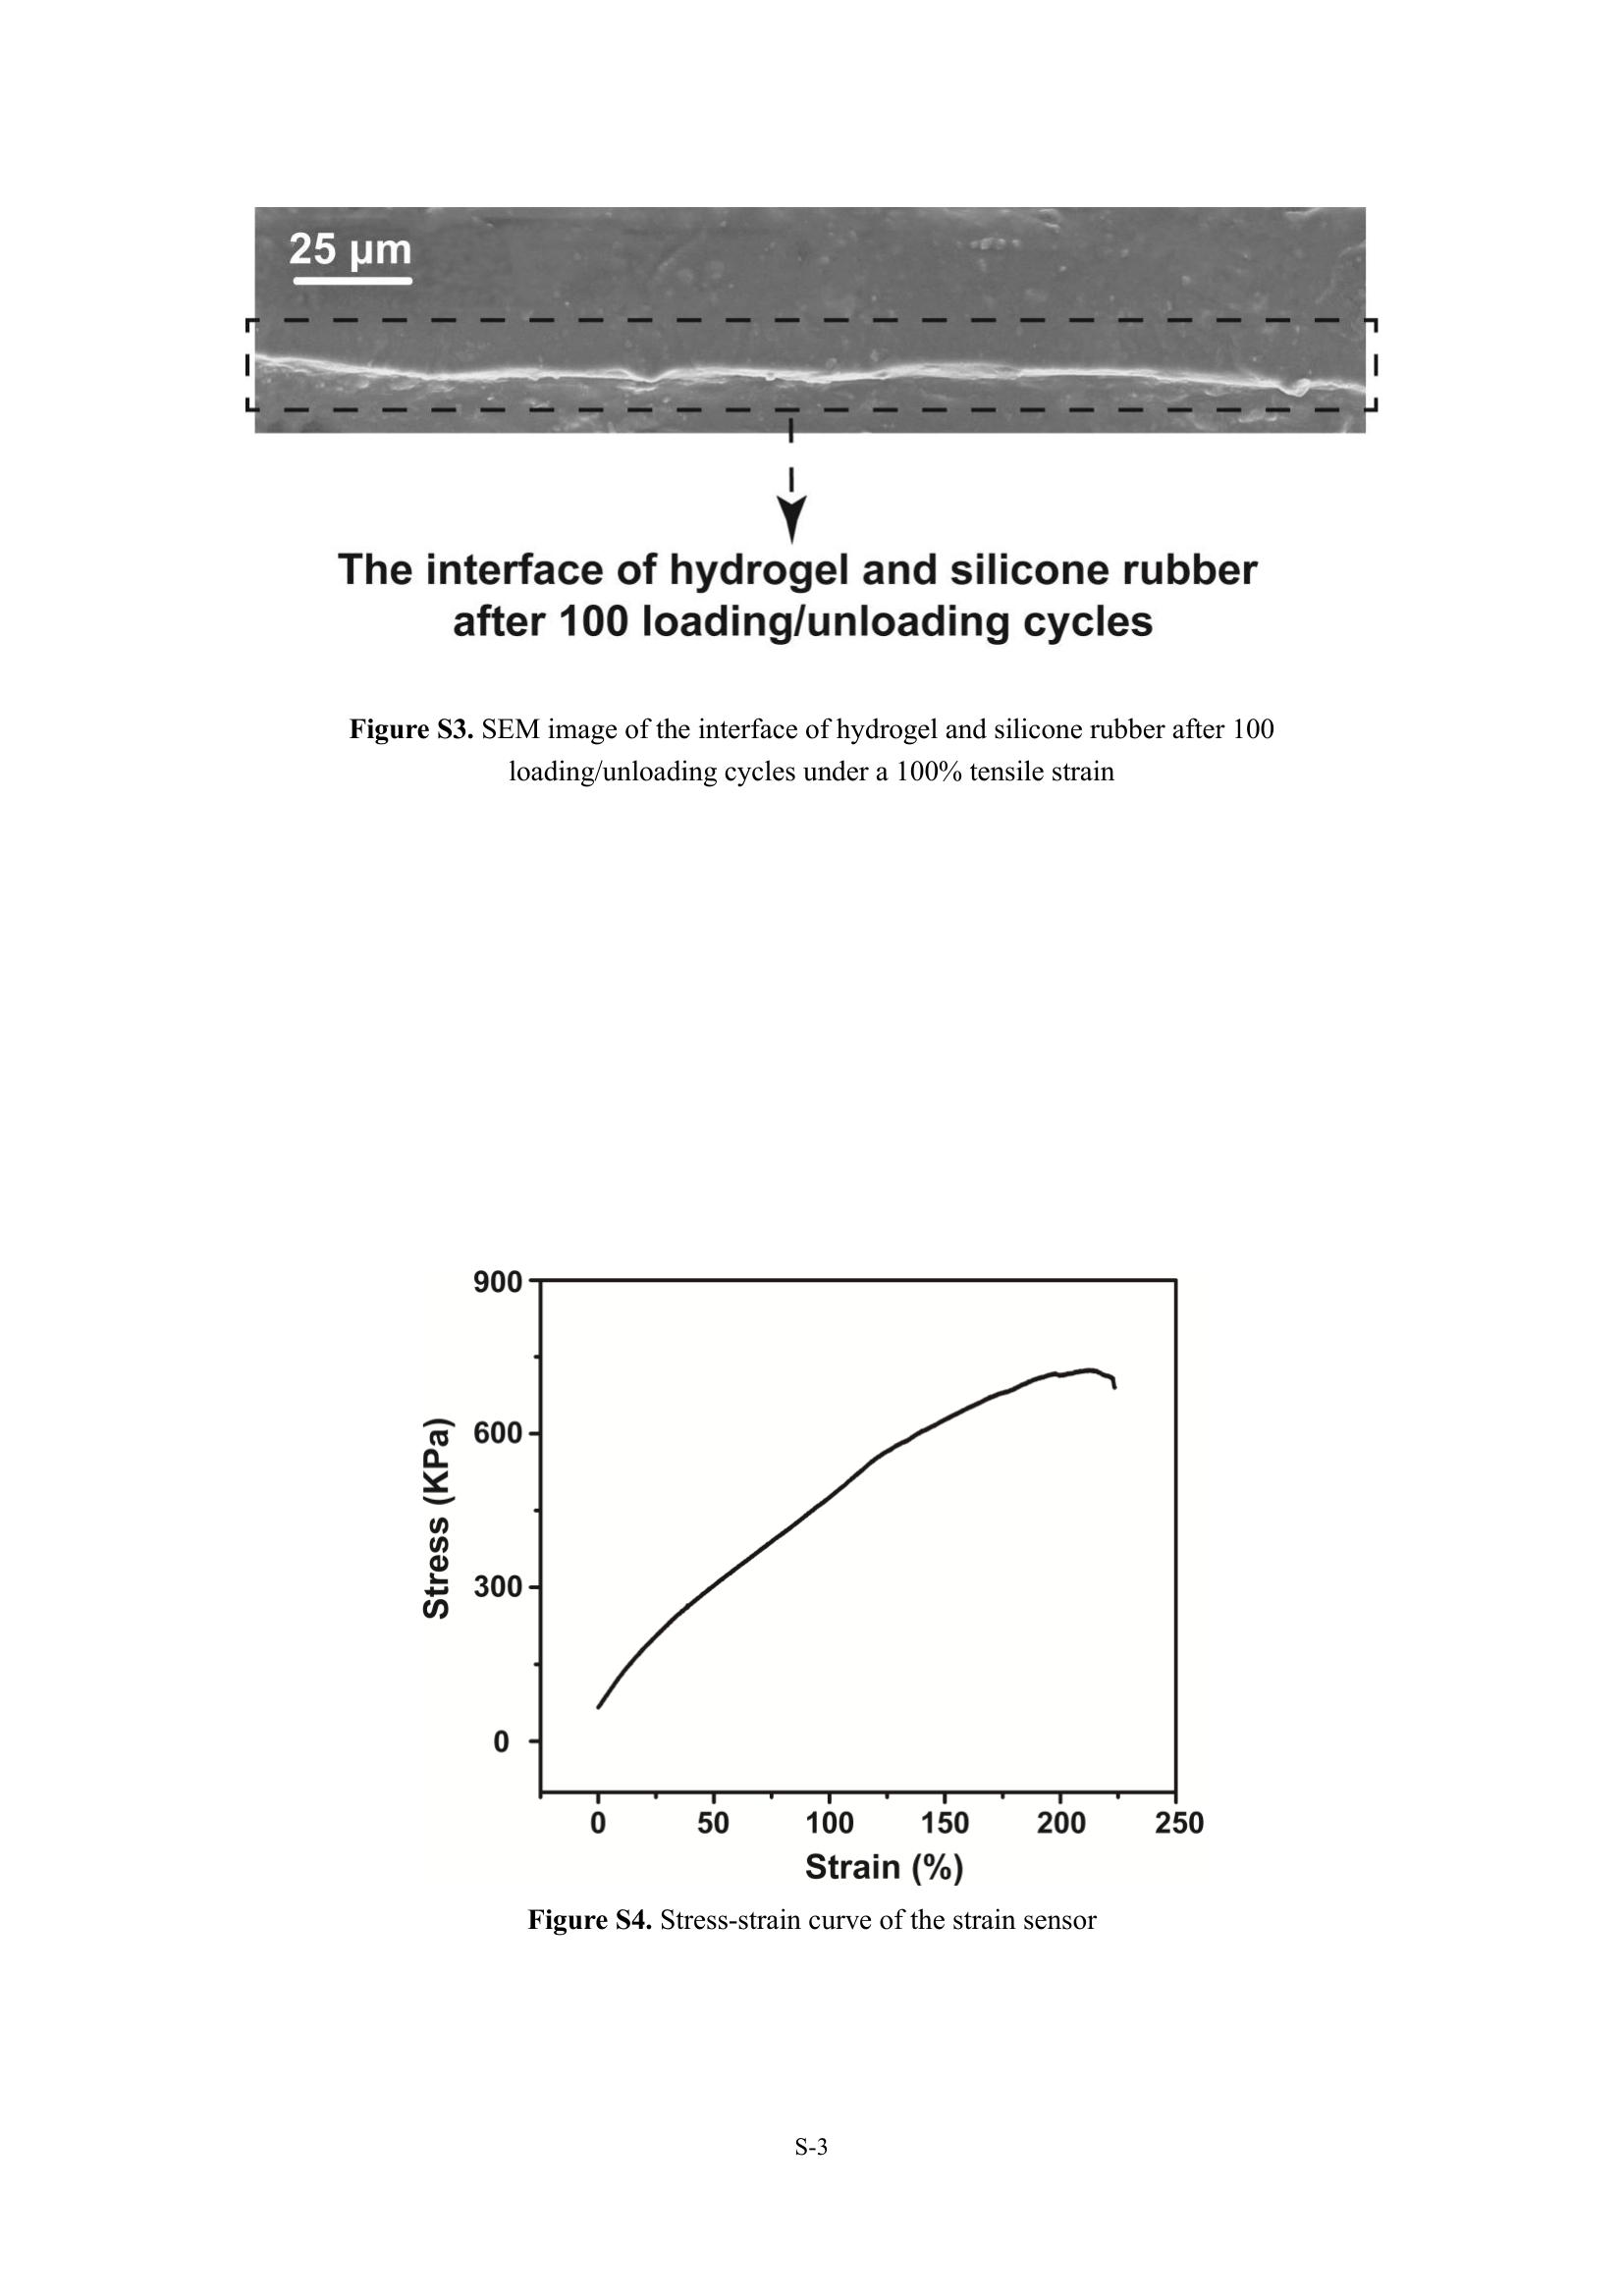 25 μm
The interface of hydrogel and silicone rubber
after 100 loading/unloading cycles
Figure S3. SEM image of the interface of hydrogel and silicone rubber after 100
loading/unloading cycles under a 100% tensile strain
900
600
300
0
Stress (KPa)
0 50 100 150 200 250
Strain (%)
Figure S4. Stress-strain curve of the strain sensor
S-3